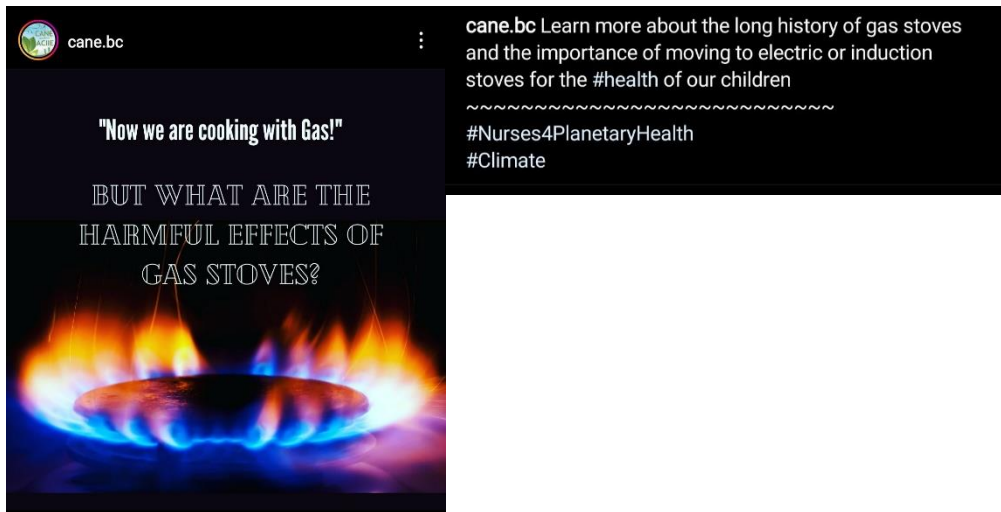 CANE
ACIIE
cane.bc
"Now we are cooking with Gas!"
BUT WHAT ARE THE
HARMFUL EFFECTS OF
GAS STOVES?
cane.bc Learn more about the long history of gas stoves
and the importance of moving to electric or induction
stoves for the #health of our children
~~~~~~~~~~~~~~~~~~~~~~~~~~~
#Nurses4PlanetaryHealth
#Climate